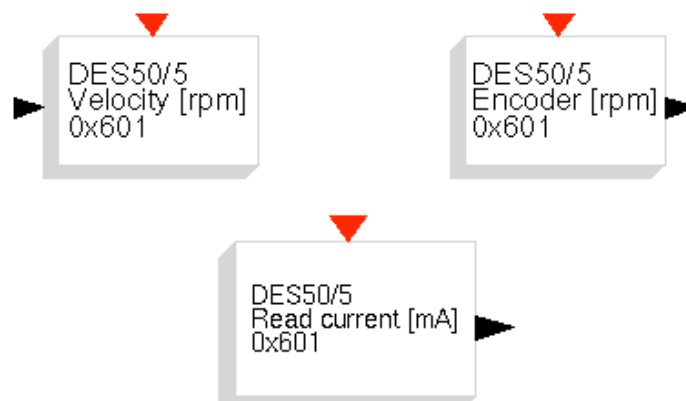 DES50/5
Velocity [rpm]
0x601
DES50/5
Encoder [rpm]
0x601
DES50/5
Read current [mA]
0x601